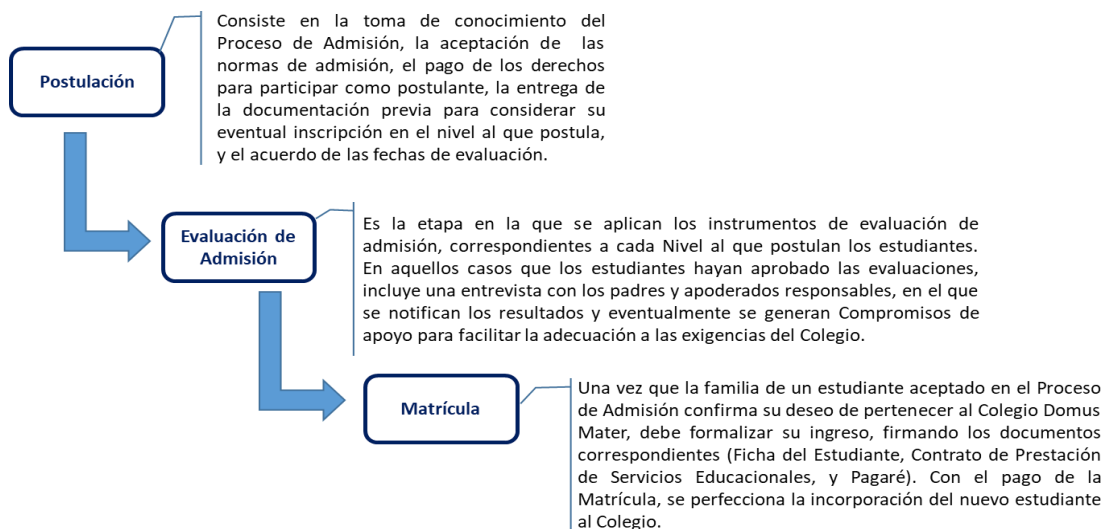 Postulación
Consiste en la toma de conocimiento del
Proceso de Admisión, la aceptación de las
normas de admisión, el pago de los derechos
para participar como postulante, la entrega de
la documentación previa para considerar su
eventual inscripción en el nivel al que postula,
y el acuerdo de las fechas de evaluación.
Evaluación de
Admisión
Es la etapa en la que se aplican los instrumentos de evaluación de
admisión, correspondientes a cada Nivel al que postulan los estudiantes.
En aquellos casos que los estudiantes hayan aprobado las evaluaciones,
incluye una entrevista con los padres y apoderados responsables, en el que
se notifican los resultados y eventualmente se generan Compromisos de
apoyo para facilitar la adecuación a las exigencias del Colegio.
Matrícula
Una vez que la familia de un estudiante aceptado en el Proceso
de Admisión confirma su deseo de pertenecer al Colegio Domus
Mater, debe formalizar su ingreso, firmando los documentos
correspondientes (Ficha del Estudiante, Contrato de Prestación
de Servicios Educacionales, y Pagaré). Con el pago de la
Matrícula, se perfecciona la incorporación del nuevo estudiante
al Colegio.